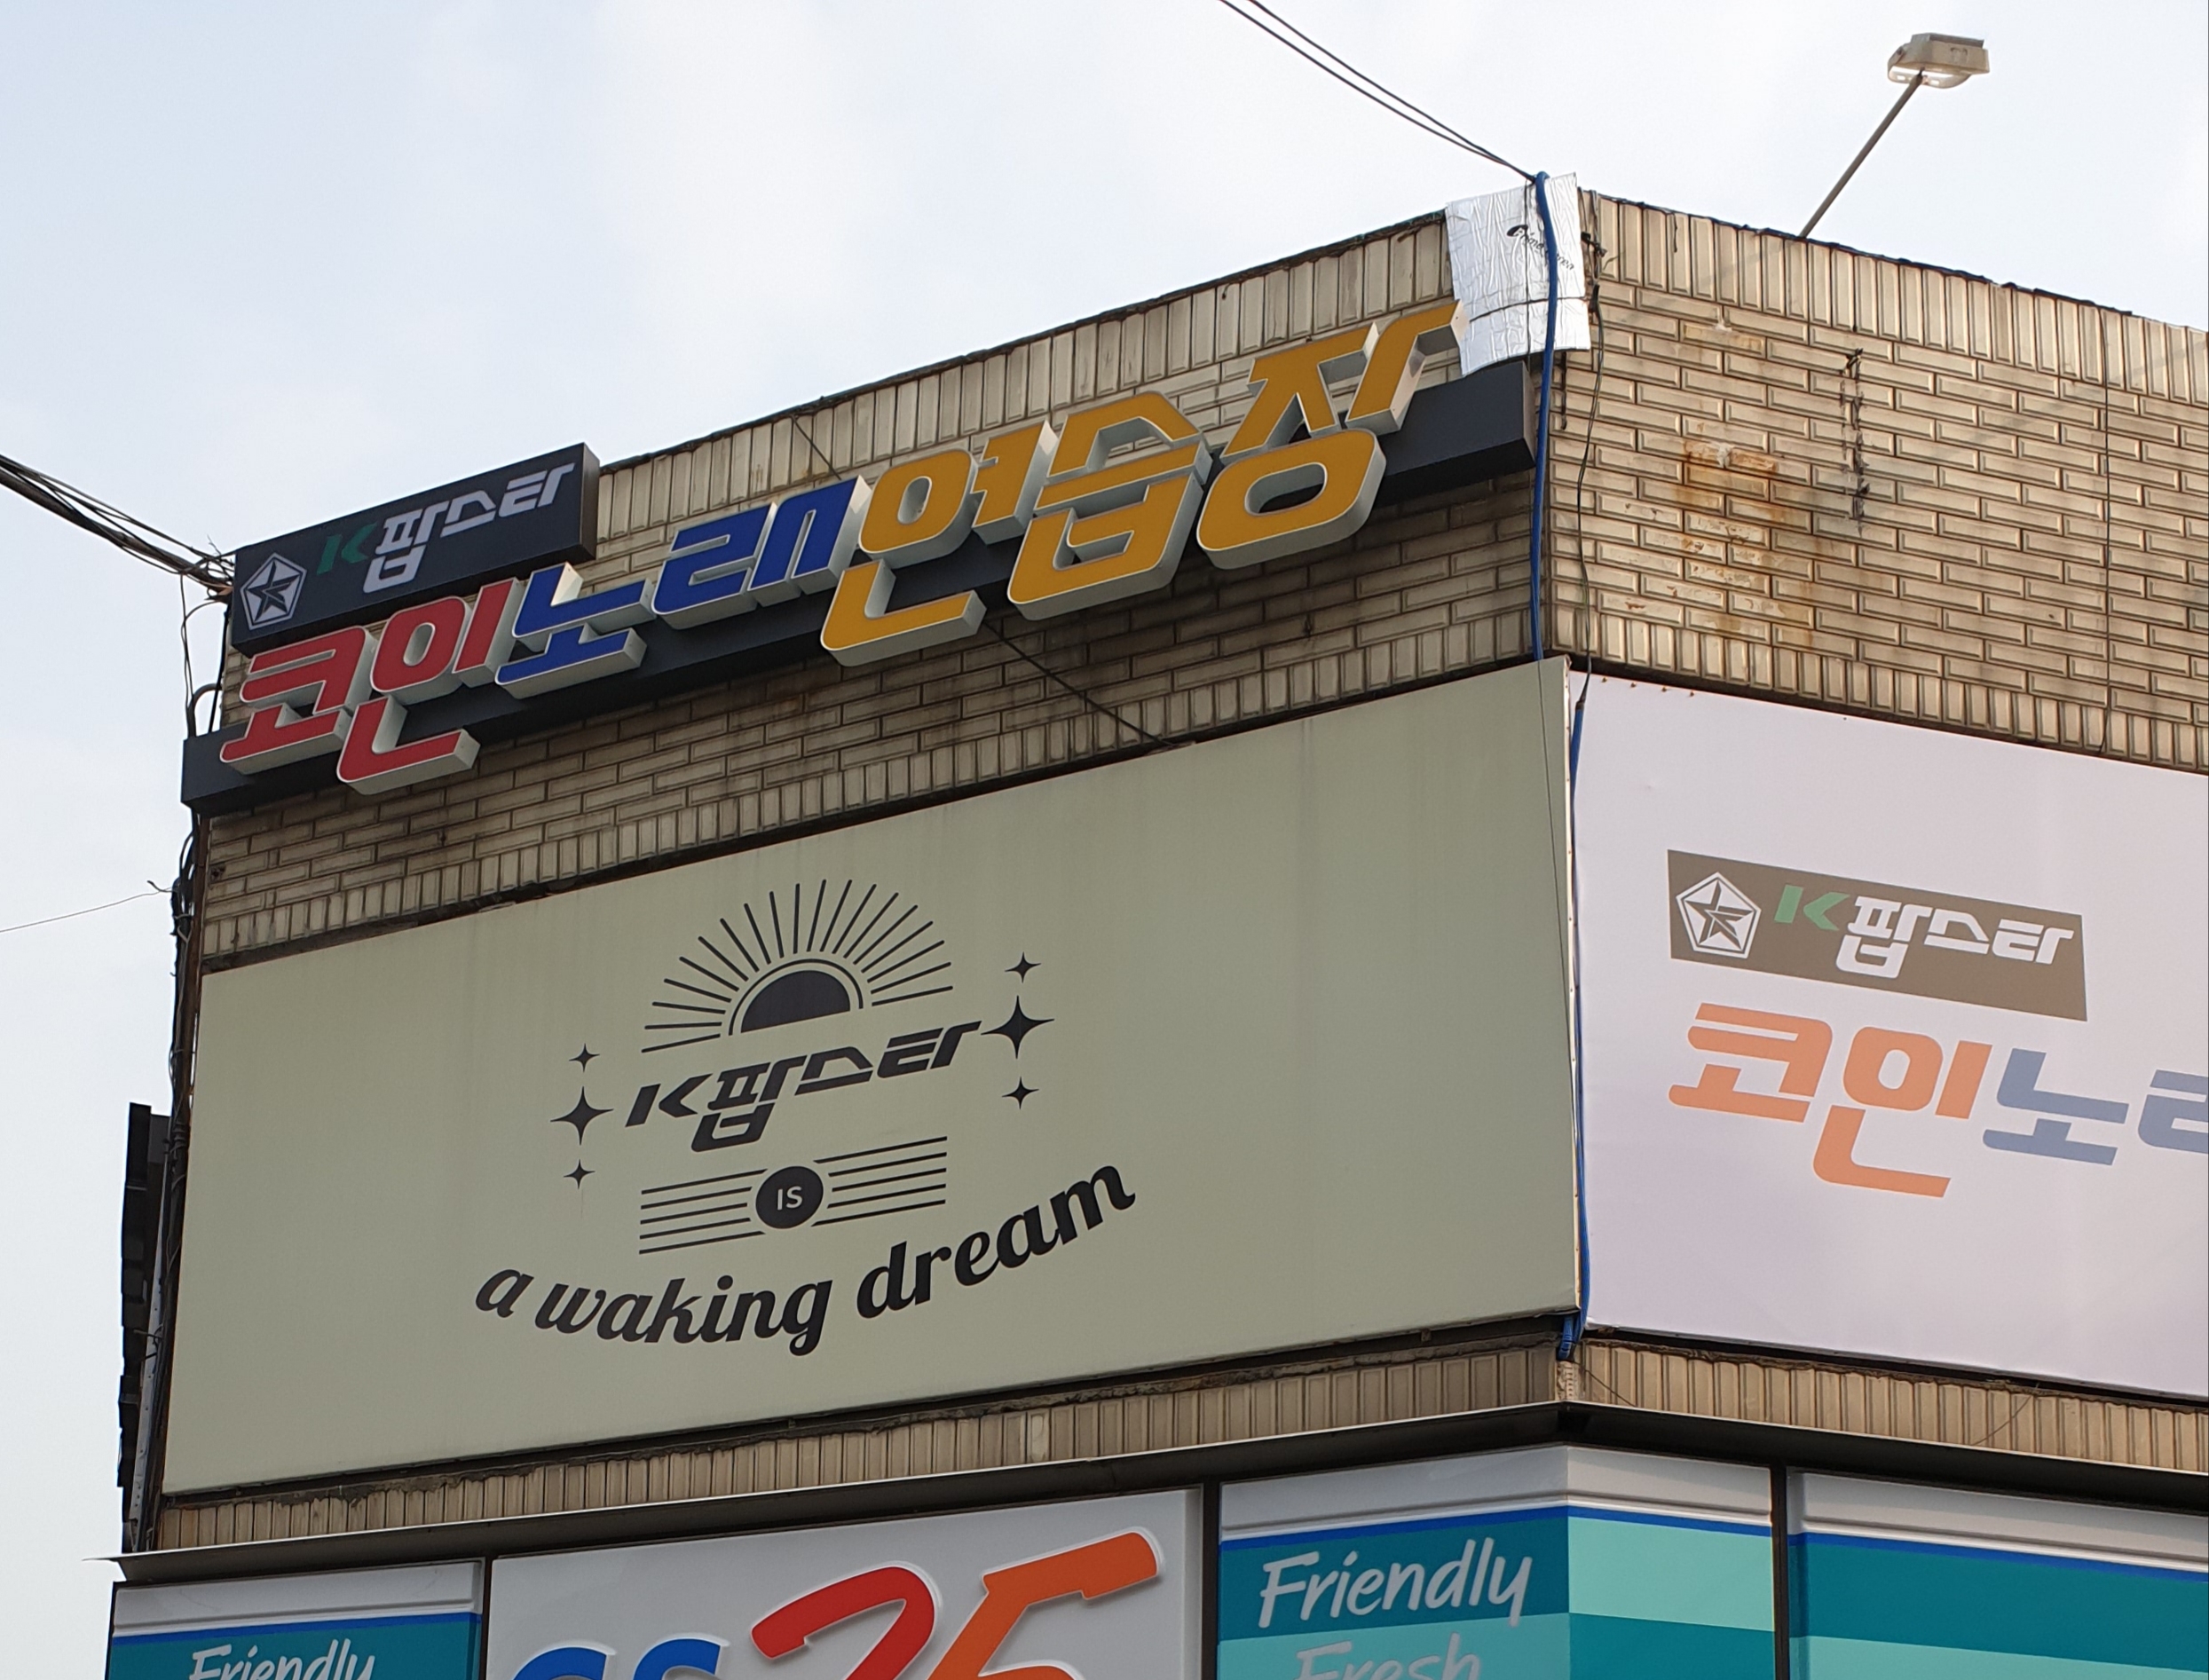 K팝스타
코인노래연습장
K팝스타
IS
a waking dream
K팝스타
코인노래
Friendly
GS25
Friendly
Fresh